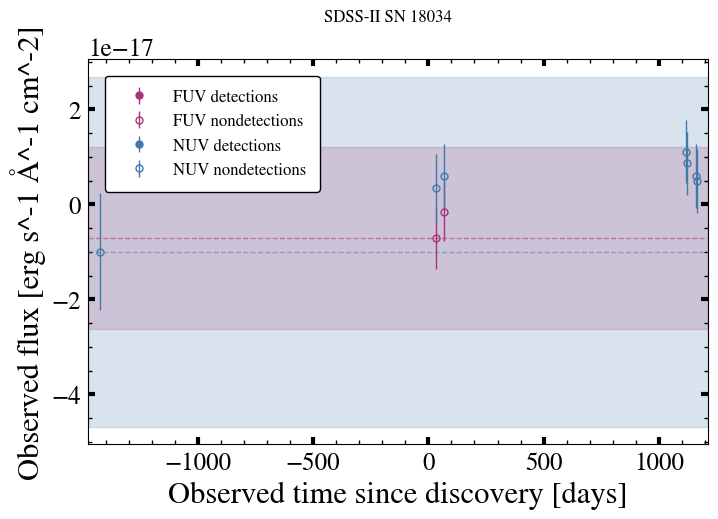 SDSS-II SN 18034
1e−17
FUV detections
FUV nondetections
NUV detections
NUV nondetections
2
0
−2
−4
Observed flux [erg s^-1 Å^-1 cm^-2]
−1000
−500
0
500
1000
Observed time since discovery [days]